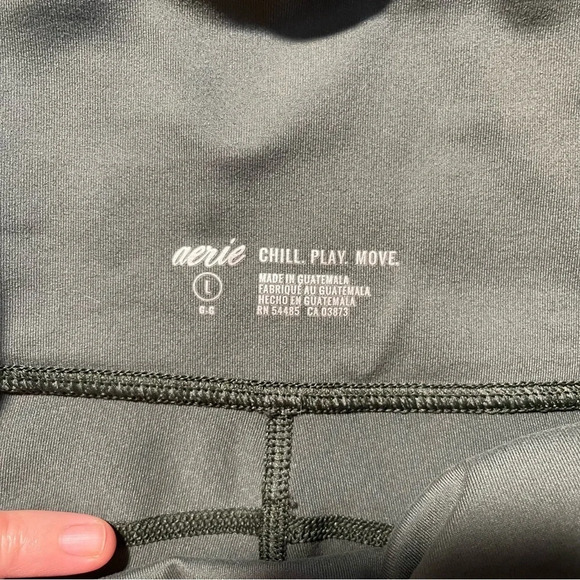 aerie CHILL. PLAY. MOVE.
L
G:G
MADE IN GUATEMALA
FABRIQUÉ AU GUATEMALA
HECHO EN GUATEMALA
RN 54485 CA 03873